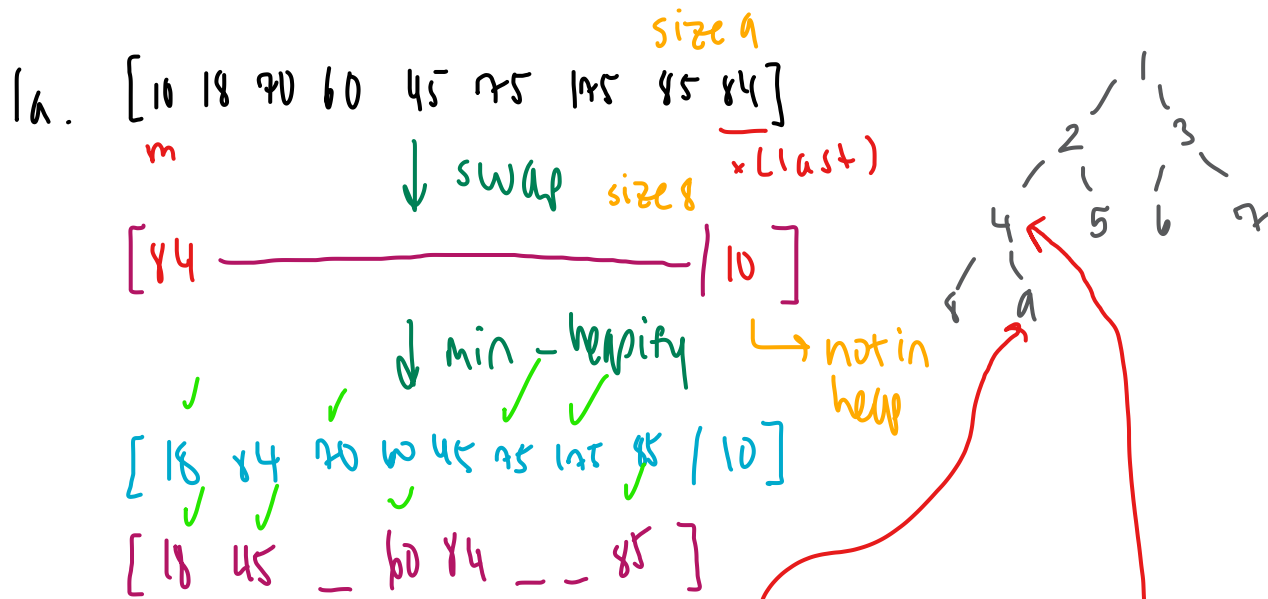 size 9
1a. [10 18 70 60 45 75 175 85 84]
m
x (last)
↓ swap
size 8
[84 ——— | 10]
↓ min_heapify
→ not in
heap
[18 84 70 60 45 75 175 85 | 10]
[18 45 _ 60 84 _ _ 85]
1
2 3
4 5 6 7
8 9